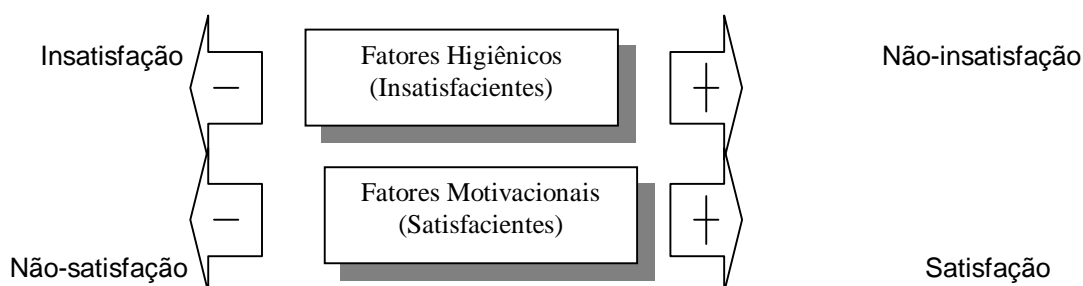 Insatisfação
Fatores Higiênicos
(Insatisfacientes)
Não-insatisfação
−
+
Fatores Motivacionais
(Satisfacientes)
−
+
Não-satisfação
Satisfação